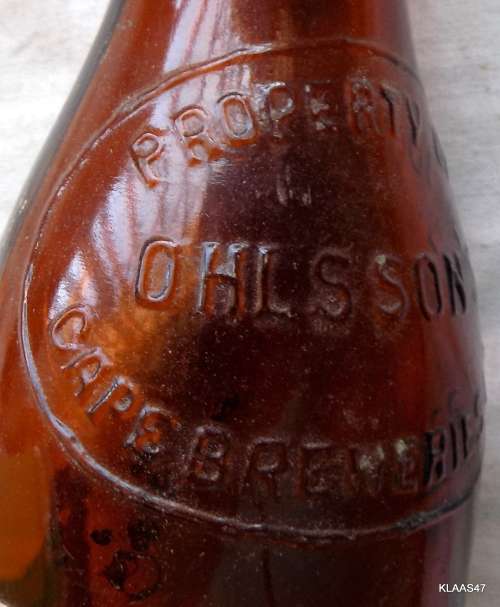 PROPERTY
OHLSSON
CAPE BREWERIES
KLAAS47